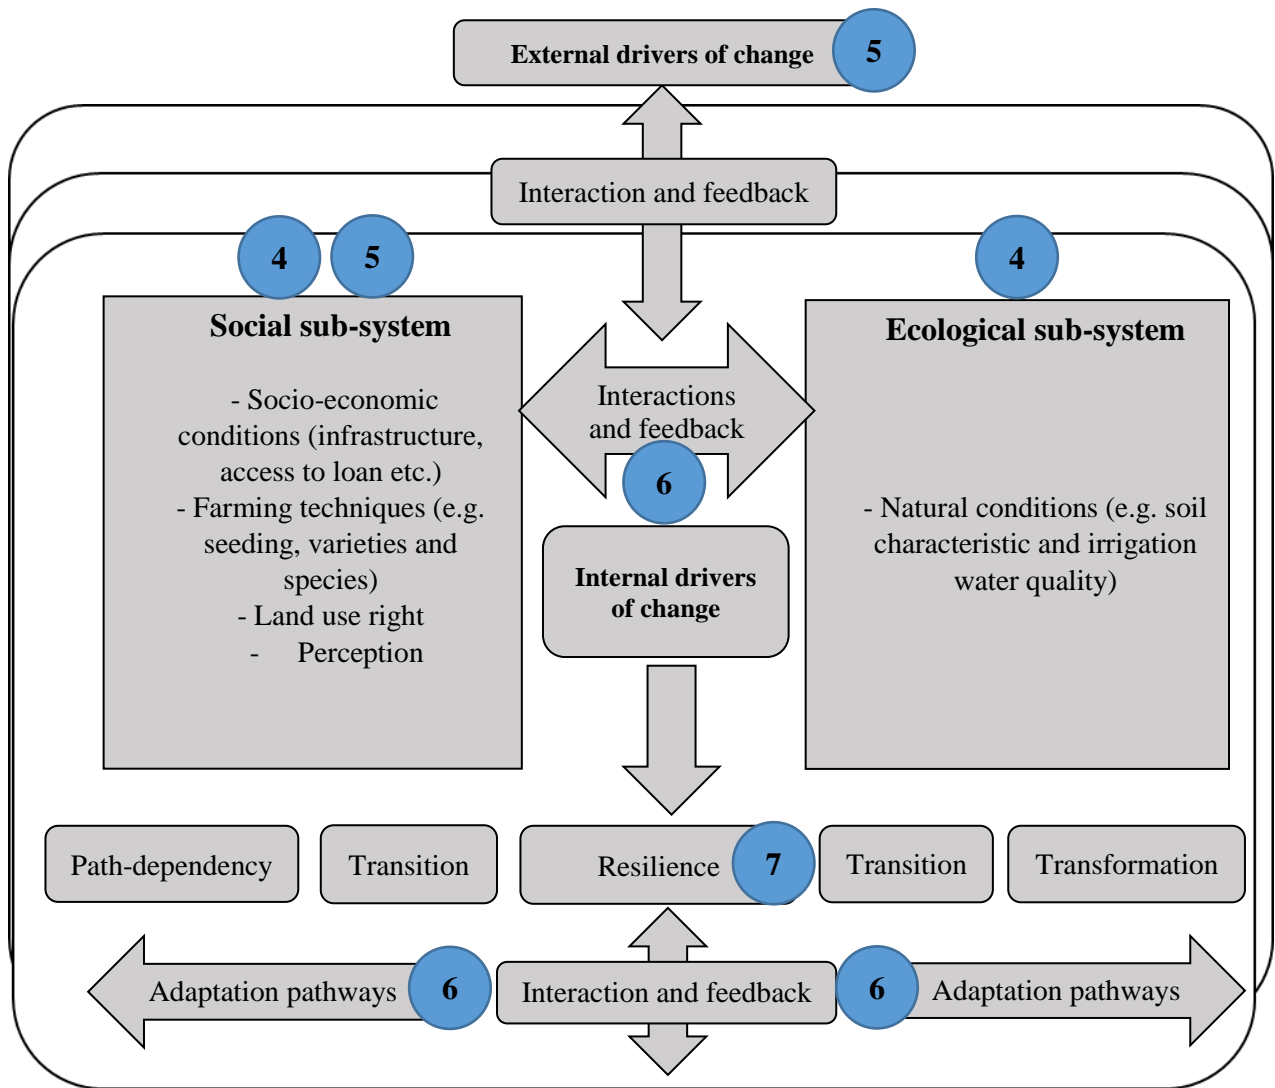 External drivers of change
5
Interaction and feedback
4
5
4
Social sub-system
- Socio-economic
conditions (infrastructure,
access to loan etc.)
- Farming techniques (e.g.
seeding, varieties and
species)
- Land use right
- Perception
Interactions
and feedback
6
Ecological sub-system
- Natural conditions (e.g. soil
characteristic and irrigation
water quality)
Internal drivers
of change
Path-dependency
Transition
Resilience
7
Transition
Transformation
Adaptation pathways
6
Interaction and feedback
6
Adaptation pathways